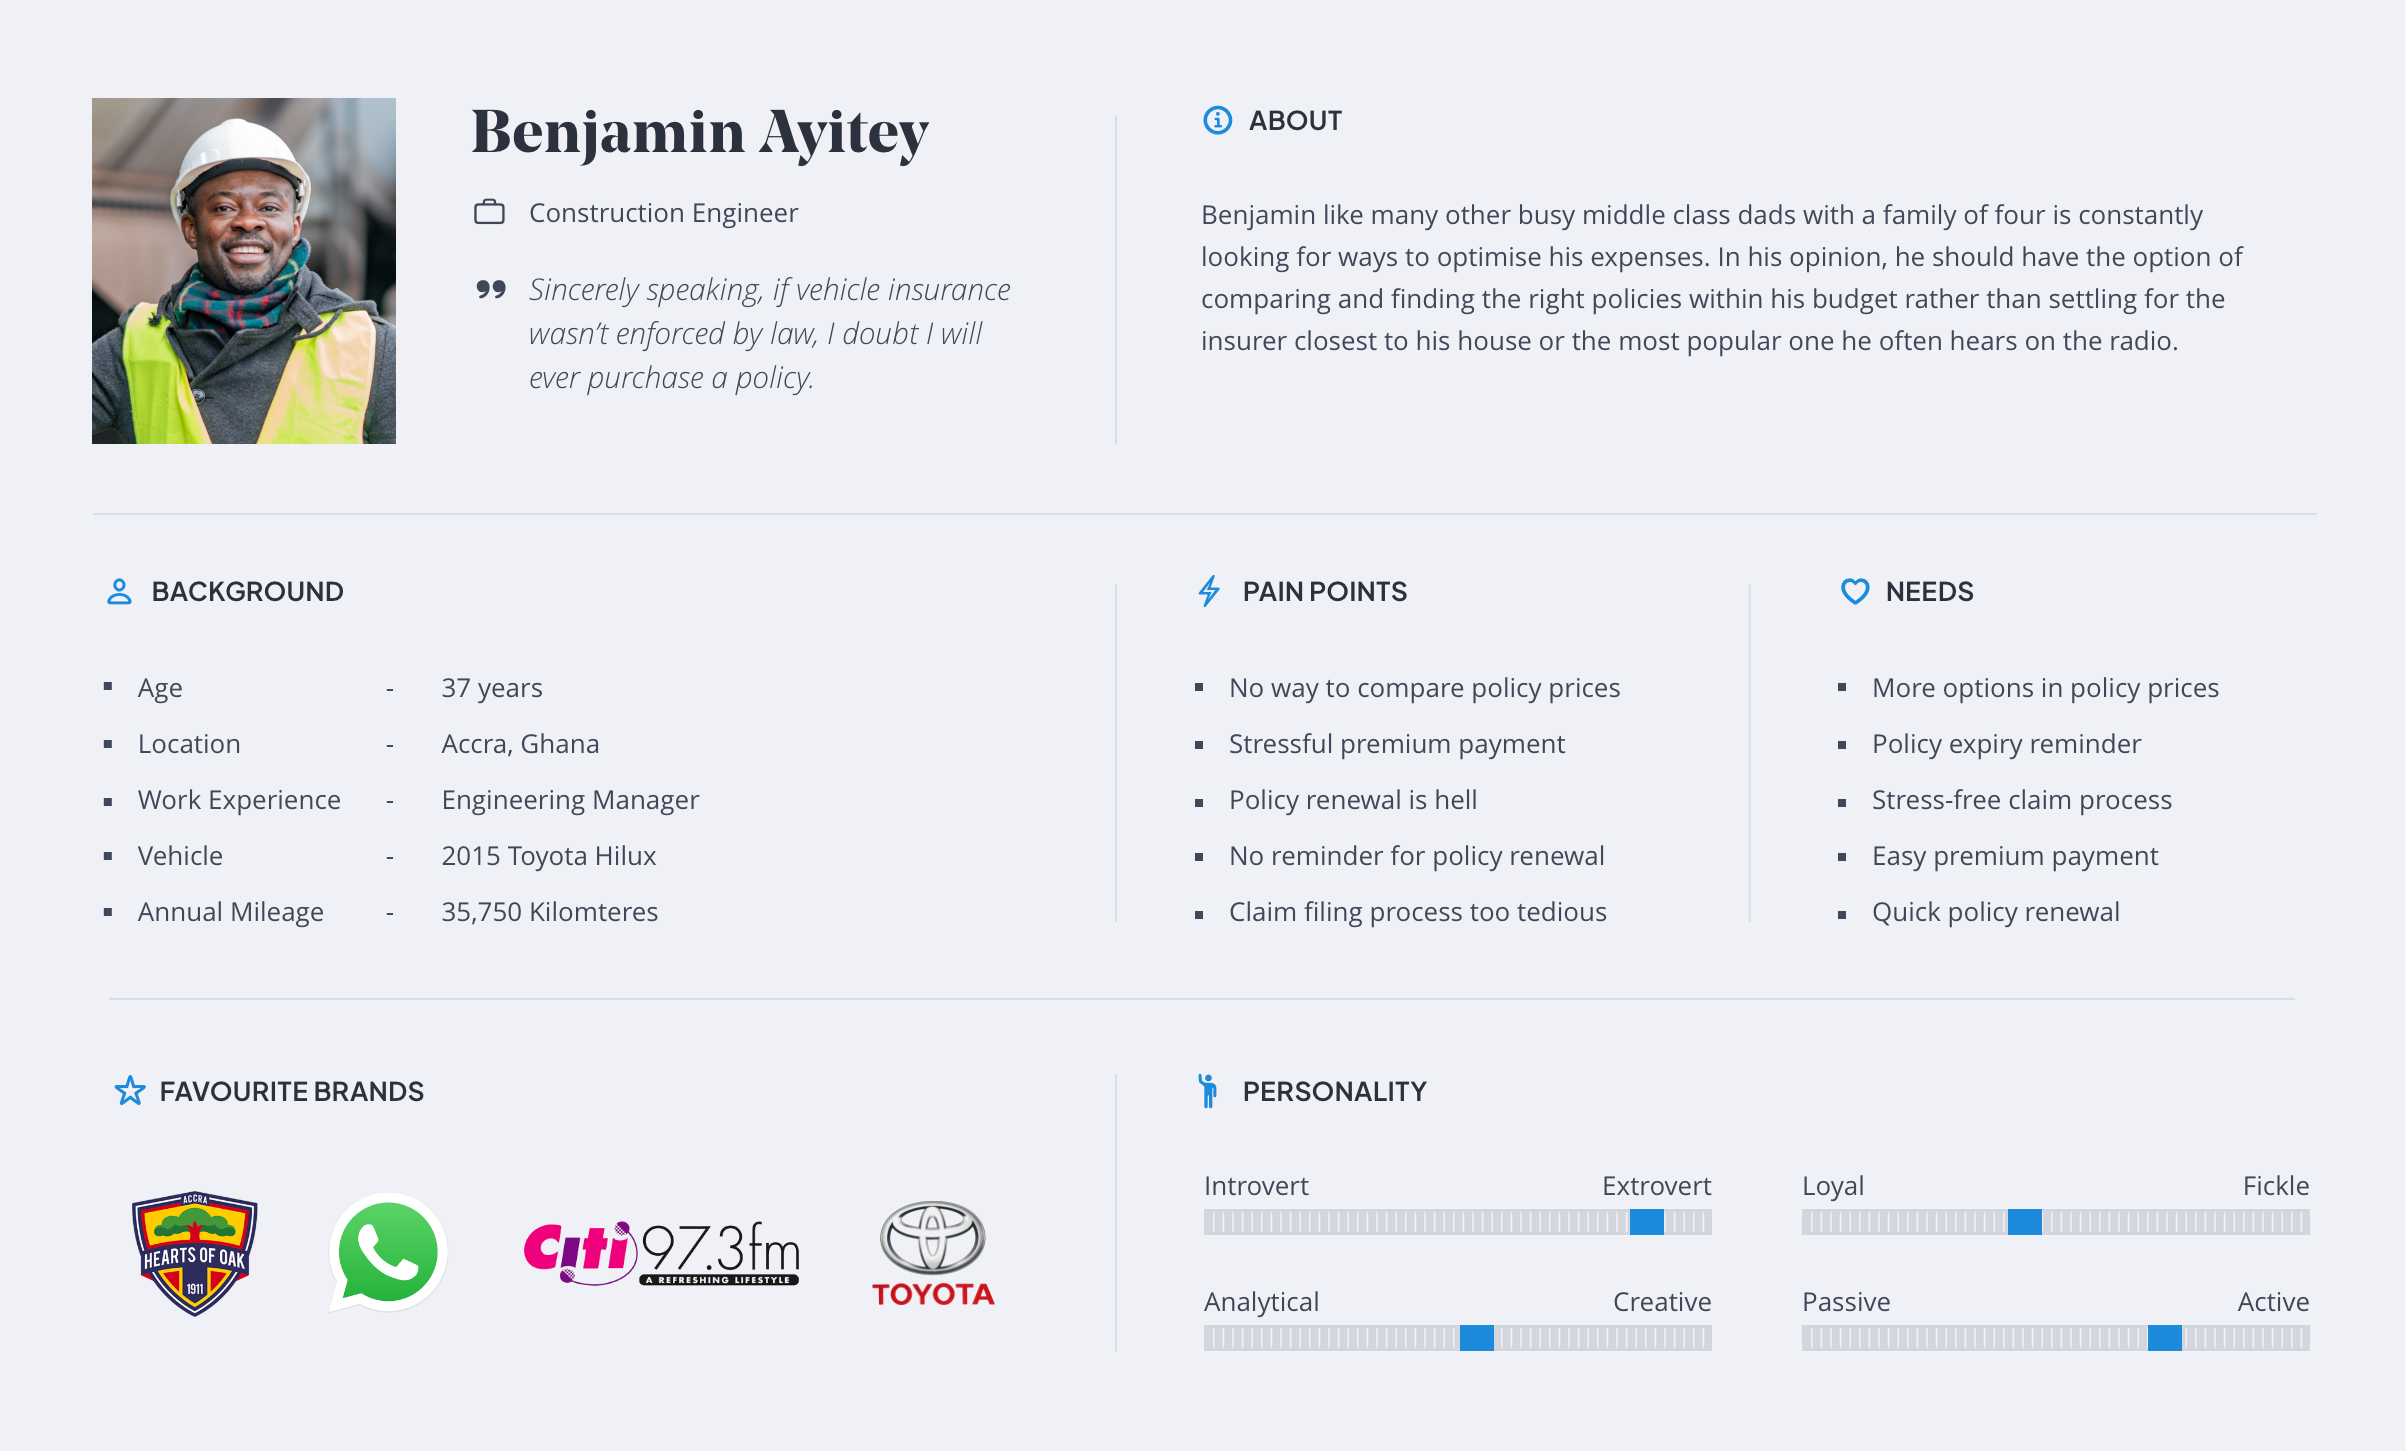 Benjamin Ayitey
Construction Engineer
Sincerely speaking, if vehicle insurance
wasn’t enforced by law, I doubt I will
ever purchase a policy.
ABOUT
Benjamin like many other busy middle class dads with a family of four is constantly
looking for ways to optimise his expenses. In his opinion, he should have the option of
comparing and finding the right policies within his budget rather than settling for the
insurer closest to his house or the most popular one he often hears on the radio.
BACKGROUND
▪ Age - 37 years
▪ Location - Accra, Ghana
▪ Work Experience - Engineering Manager
▪ Vehicle - 2015 Toyota Hilux
▪ Annual Mileage - 35,750 Kilomteres
PAIN POINTS
▪ No way to compare policy prices
▪ Stressful premium payment
▪ Policy renewal is hell
▪ No reminder for policy renewal
▪ Claim filing process too tedious
NEEDS
▪ More options in policy prices
▪ Policy expiry reminder
▪ Stress-free claim process
▪ Easy premium payment
▪ Quick policy renewal
FAVOURITE BRANDS
ACCRA
HEARTS OF OAK
1911
citi 97.3fm
A REFRESHING LIFESTYLE
TOYOTA
PERSONALITY
Introvert Extrovert
Loyal Fickle
Analytical Creative
Passive Active